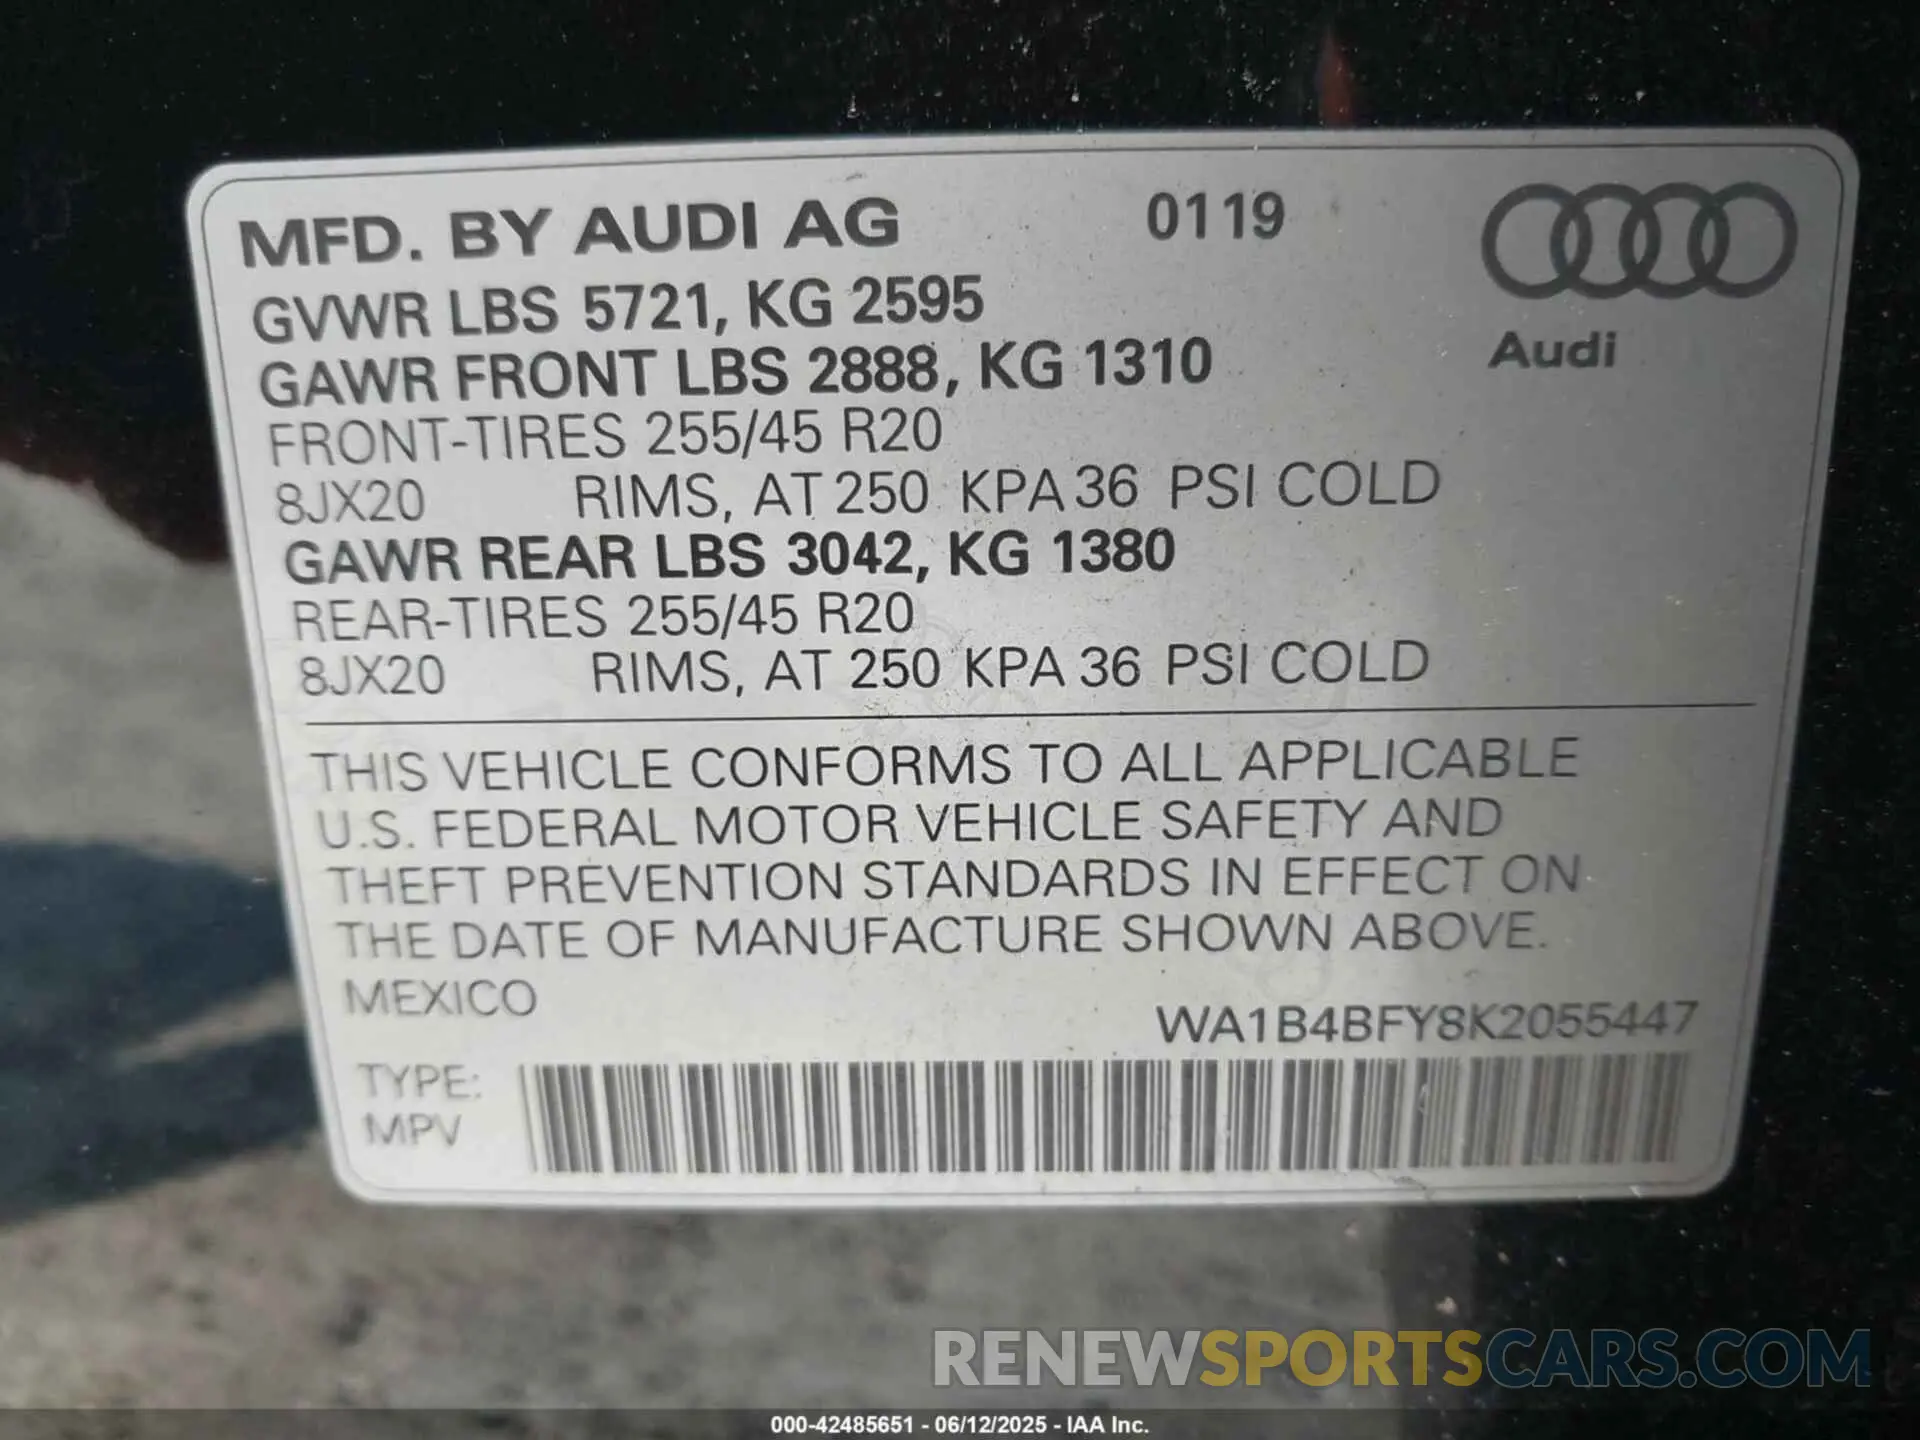 MFD. BY AUDI AG 0119
GVWR LBS 5721, KG 2595
GAWR FRONT LBS 2888, KG 1310
Audi
FRONT-TIRES 255/45 R20
8JX20 RIMS, AT 250 KPA 36 PSI COLD
GAWR REAR LBS 3042, KG 1380
REAR-TIRES 255/45 R20
8JX20 RIMS, AT 250 KPA 36 PSI COLD
THIS VEHICLE CONFORMS TO ALL APPLICABLE
U.S. FEDERAL MOTOR VEHICLE SAFETY AND
THEFT PREVENTION STANDARDS IN EFFECT ON
THE DATE OF MANUFACTURE SHOWN ABOVE.
MEXICO
WA1B4BFY8K2055447
TYPE:
MPV
RENEWSPORTSCARS.COM
000-42485651 - 06/12/2025 - IAA Inc.